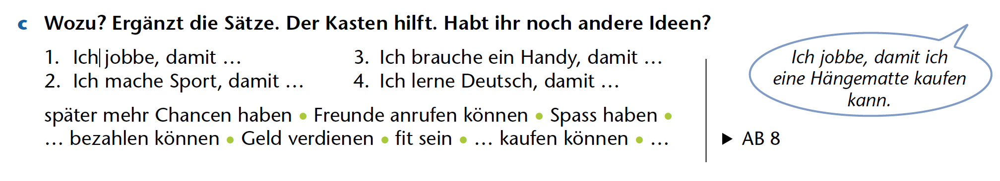 c Wozu? Ergänzt die Sätze. Der Kasten hilft. Habt ihr noch andere Ideen?
1. Ich jobbe, damit …
2. Ich mache Sport, damit …
3. Ich brauche ein Handy, damit …
4. Ich lerne Deutsch, damit …
später mehr Chancen haben • Freunde anrufen können • Spass haben •
… bezahlen können • Geld verdienen • fit sein • … kaufen können • …
Ich jobbe, damit ich
eine Hängematte kaufen
kann.
▶ AB 8